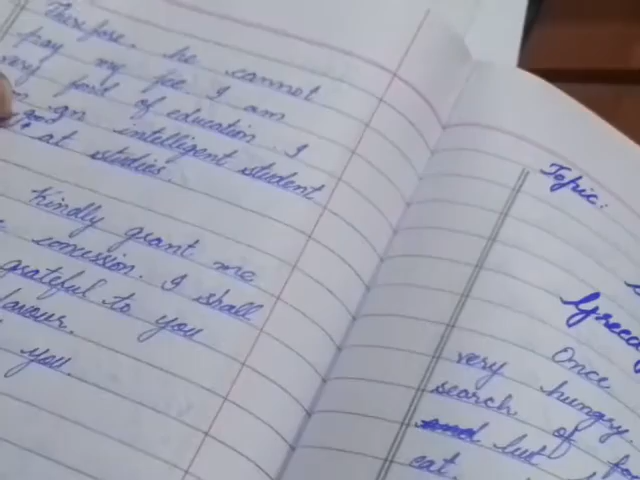 Therefore, he cannot
pay my fee. I am
very fond of education. I
an intelligent student
at studies.
Kindly grant me
concession. I shall
grateful to you
favour.
you.
Topic:
Once
very hungry
search of
and but
eat.